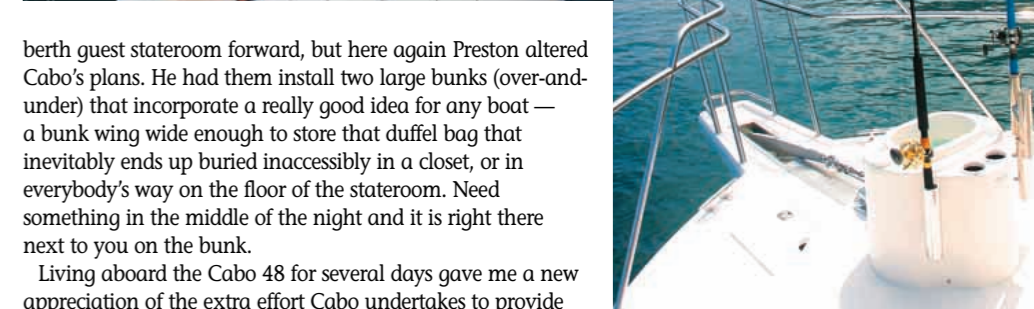 berth guest stateroom forward, but here again Preston altered
Cabo's plans. He had them install two large bunks (over-and-
under) that incorporate a really good idea for any boat —
a bunk wing wide enough to store that duffel bag that
inevitably ends up buried inaccessibly in a closet, or in
everybody's way on the floor of the stateroom. Need
something in the middle of the night and it is right there
next to you on the bunk.
Living aboard the Cabo 48 for several days gave me a new
appreciation of the extra effort Cabo undertakes to provide